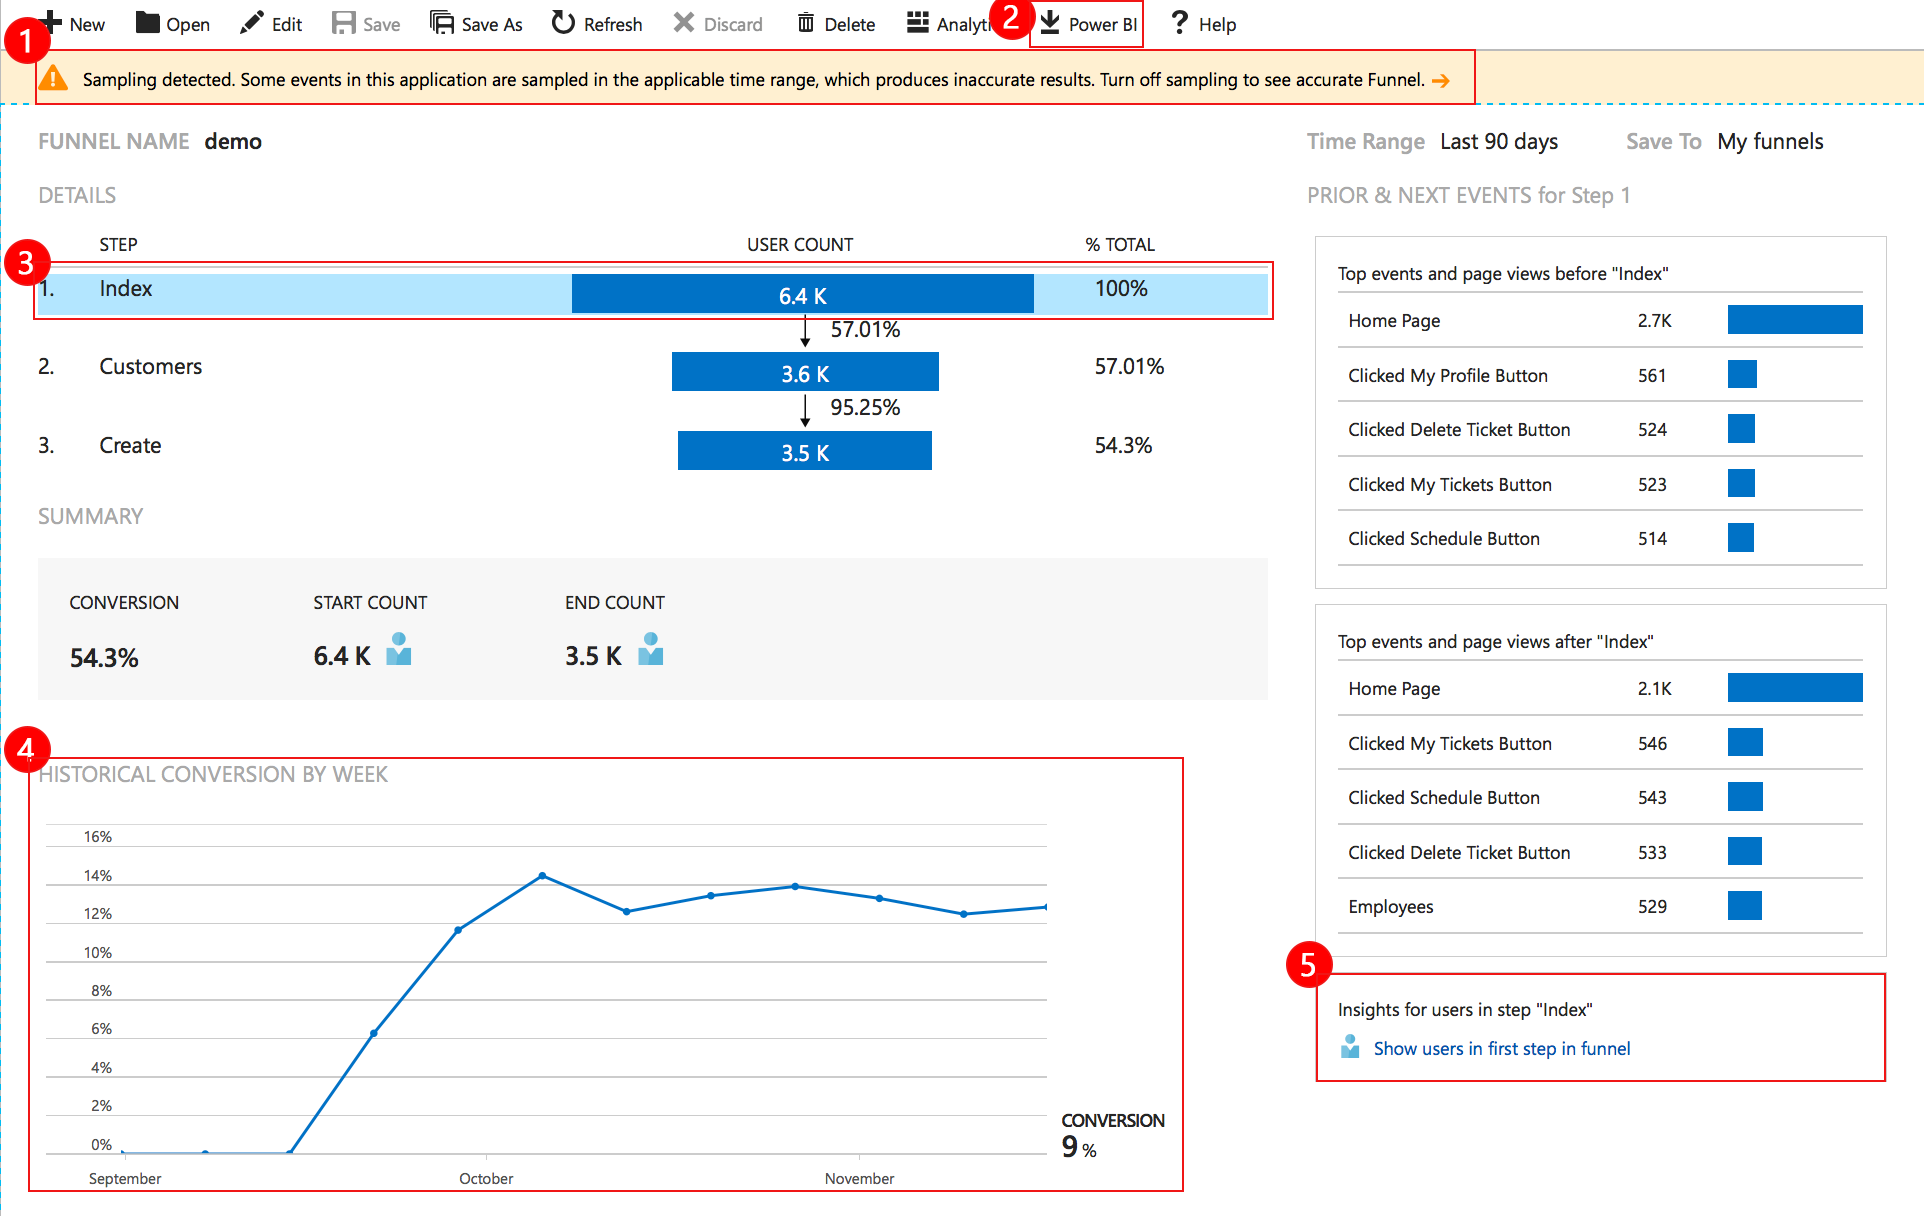 New Open Edit Save Save As Refresh Discard Delete Analyti 2 Power BI Help
1
Sampling detected. Some events in this application are sampled in the applicable time range, which produces inaccurate results. Turn off sampling to see accurate Funnel.
FUNNEL NAME demo
Time Range Last 90 days Save To My funnels
DETAILS
STEP USER COUNT % TOTAL
3
1. Index 6.4 K 100%
57.01%
2. Customers 3.6 K 57.01%
95.25%
3. Create 3.5 K 54.3%
SUMMARY
CONVERSION START COUNT END COUNT
54.3% 6.4 K 3.5 K
4
HISTORICAL CONVERSION BY WEEK
16%
14%
12%
10%
8%
6%
4%
2%
0%
September October November
CONVERSION
9 %
PRIOR & NEXT EVENTS for Step 1
Top events and page views before "Index"
Home Page 2.7K
Clicked My Profile Button 561
Clicked Delete Ticket Button 524
Clicked My Tickets Button 523
Clicked Schedule Button 514
Top events and page views after "Index"
Home Page 2.1K
Clicked My Tickets Button 546
Clicked Schedule Button 543
Clicked Delete Ticket Button 533
Employees 529
5
Insights for users in step "Index"
Show users in first step in funnel